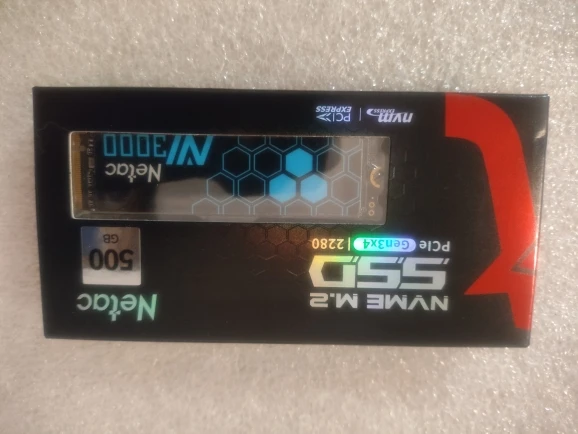 Netac
NVME M.2
SSD
500
GB
PCIe Gen3x4 | 2280
Netac
NV3000
PCI
EXPRESS
nvm
EXPRESS